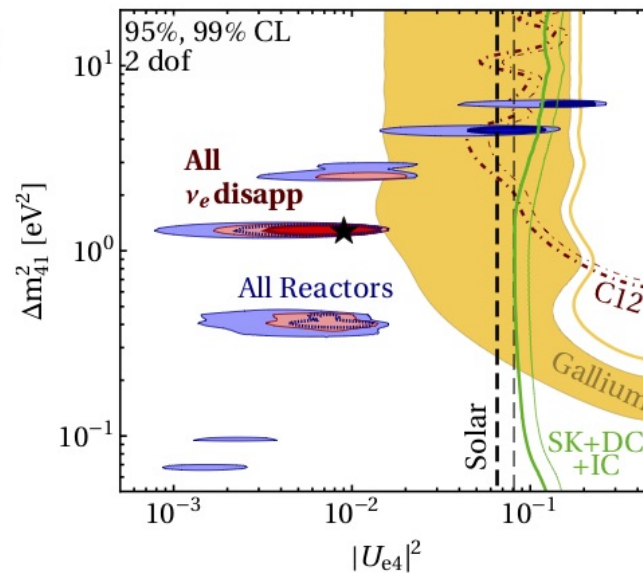 95%, 99% CL
2 dof
All
νe disapp
All Reactors
C12
Gallium
Solar
SK+DC
+IC
10¹
10⁰
10⁻¹
Δm²₄₁ [eV²]
10⁻³
10⁻²
10⁻¹
|Ue4|²